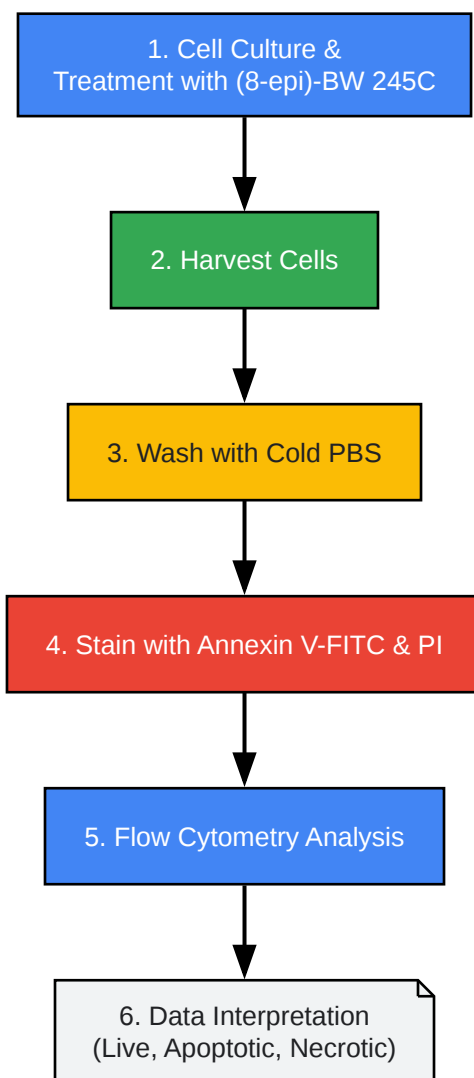 1. Cell Culture &
Treatment with (8-epi)-BW 245C
2. Harvest Cells
3. Wash with Cold PBS
4. Stain with Annexin V-FITC & PI
5. Flow Cytometry Analysis
6. Data Interpretation
(Live, Apoptotic, Necrotic)